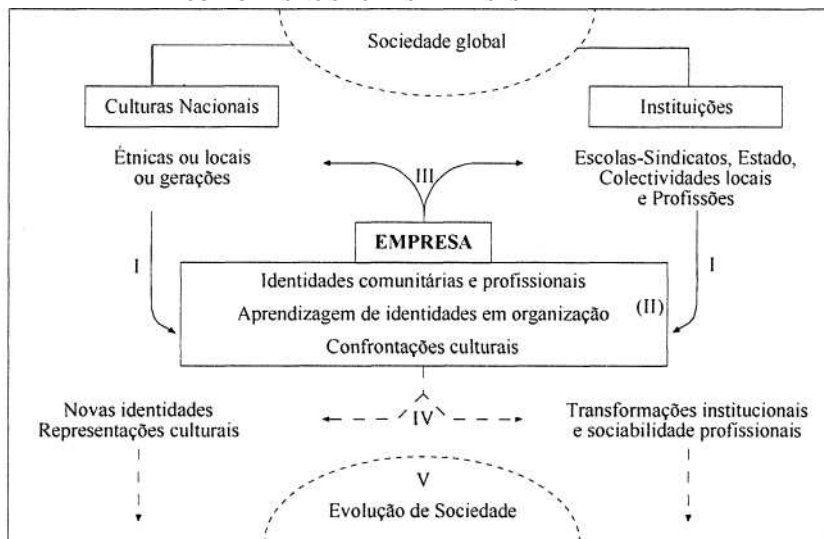 Sociedade global
Culturas Nacionais
Instituições
Étnicas ou locais
ou gerações
Escolas-Sindicatos, Estado,
Colectividades locais
e Profissões
III
EMPRESA
I
I
Identidades comunitárias e profissionais
Aprendizagem de identidades em organização
(II)
Confrontações culturais
Novas identidades
Representações culturais
IV
Transformações institucionais
e sociabilidade profissionais
V
Evolução de Sociedade